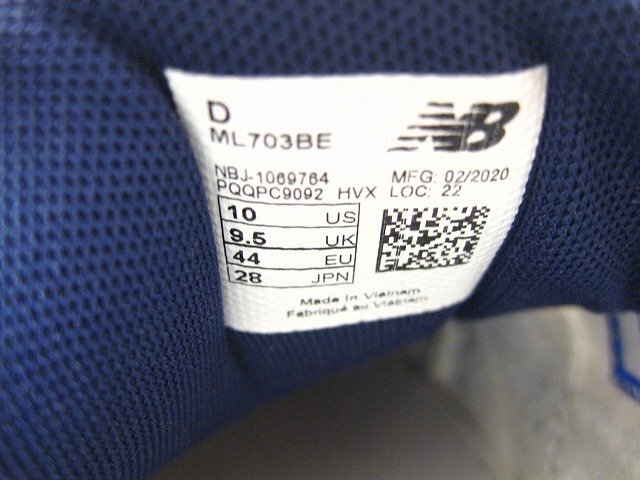 D
ML703BE
NB
NBJ-1069764 MFG: 02/2020
PQQPC9092 HVX LOC: 22
10 US
9.5 UK
44 EU
28 JPN
Made in Vietnam
Fabriqué au Vietnam